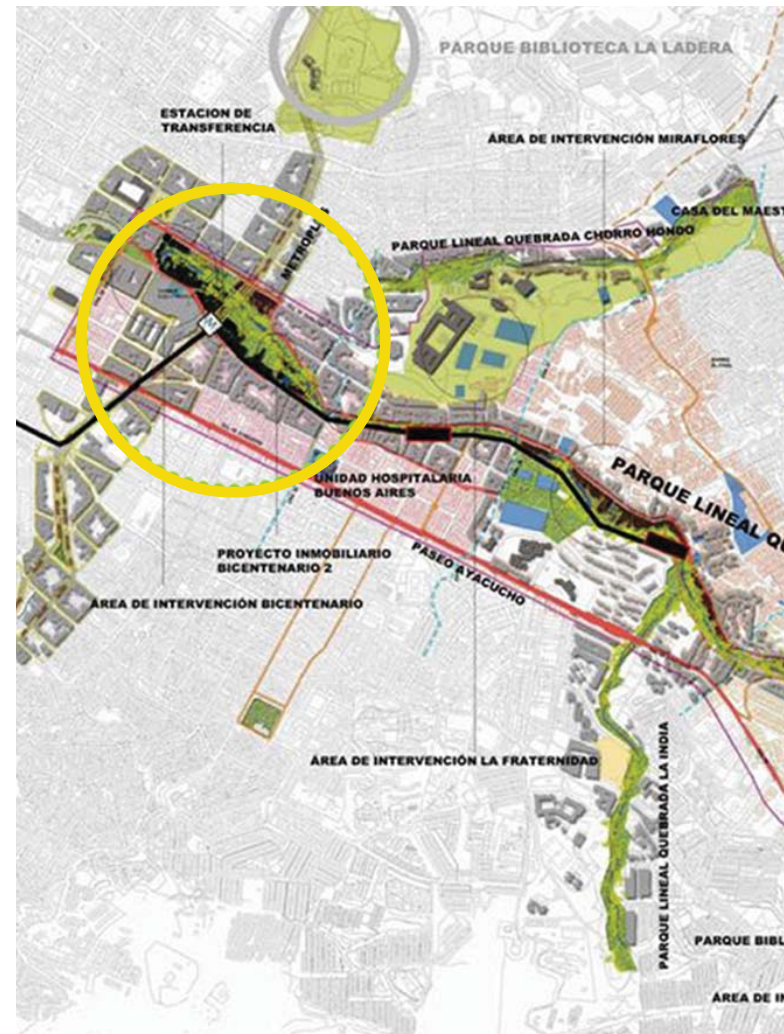 PARQUE BIBLIOTECA LA LADERA
ESTACION DE
TRANSFERENCIA
ÁREA DE INTERVENCIÓN MIRAFLORES
CASA DEL MAEST
PARQUE LINEAL QUEBRADA CHORRO HONDO
M
UNIDAD HOSPITALARIA
BUENOS AIRES
PARQUE LINEAL QU
PROYECTO INMOBILIARIO
BICENTENARIO 2
PASEO AYACUCHO
ÁREA DE INTERVENCIÓN BICENTENARIO
ÁREA DE INTERVENCIÓN LA FRATERNIDAD
PARQUE LINEAL QUEBRADA LA INDIA
PARQUE BIBL
ÁREA DE IN